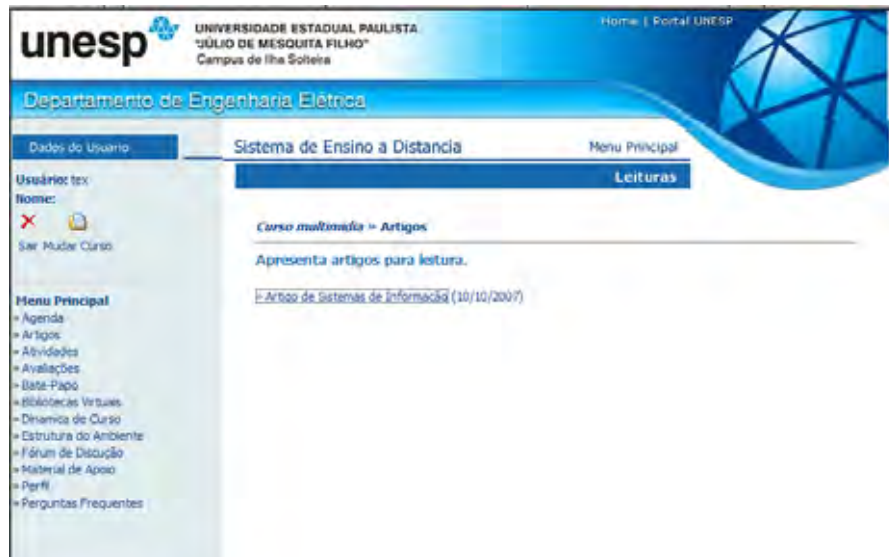 unesp
UNIVERSIDADE ESTADUAL PAULISTA
"JÚLIO DE MESQUITA FILHO"
Campus de Ilha Solteira
Home | Portal UNESP
Departamento de Engenharia Elétrica
Dados do Usuario
Sistema de Ensino a Distancia
Menu Principal
Leituras
Usuário: tex
Nome:
Sair Mudar Curso
Curso multimidia » Artigos
Apresenta artigos para leitura.
» Artigo de Sistemas de Informacão (10/10/2007)
Menu Principal
» Agenda
» Artigos
» Atividades
» Avaliações
» Bate-Papo
» Bibliotecas Virtuais
» Dinamica de Curso
» Estrutura do Ambiente
» Fórum de Discução
» Material de Apoio
» Perfil
» Perguntas Frequentes